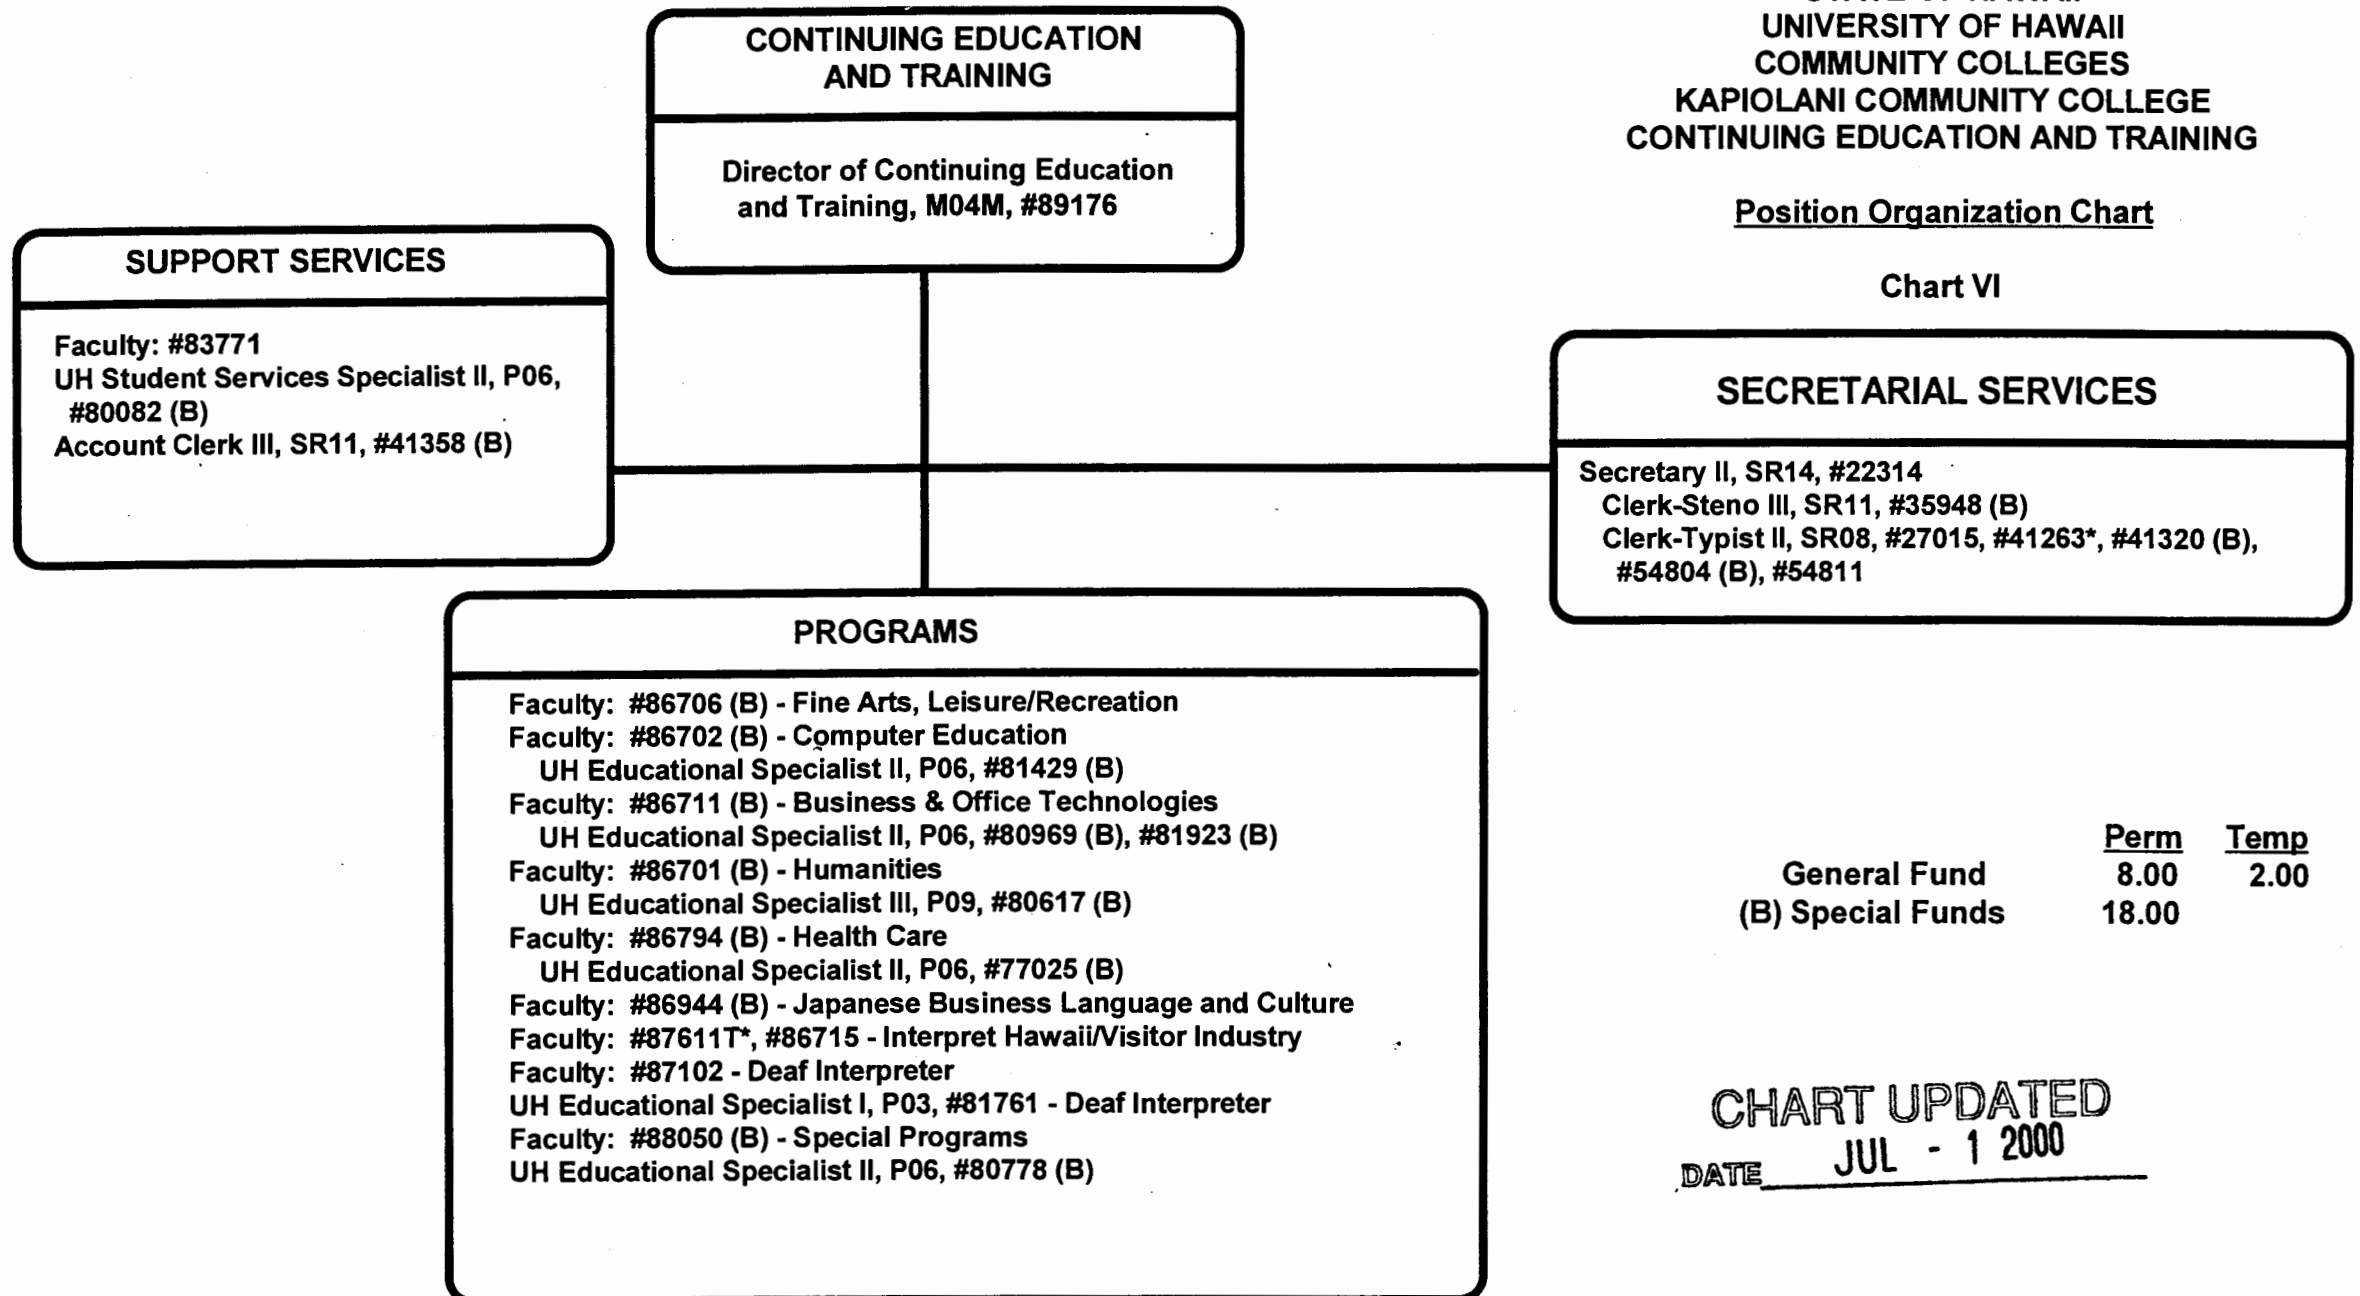 CONTINUING EDUCATION
AND TRAINING
Director of Continuing Education
and Training, M04M, #89176
UNIVERSITY OF HAWAII
COMMUNITY COLLEGES
KAPIOLANI COMMUNITY COLLEGE
CONTINUING EDUCATION AND TRAINING
Position Organization Chart
Chart VI
SUPPORT SERVICES
Faculty: #83771
UH Student Services Specialist II, P06,
#80082 (B)
Account Clerk III, SR11, #41358 (B)
SECRETARIAL SERVICES
Secretary II, SR14, #22314
Clerk-Steno III, SR11, #35948 (B)
Clerk-Typist II, SR08, #27015, #41263*, #41320 (B),
#54804 (B), #54811
PROGRAMS
Faculty: #86706 (B) - Fine Arts, Leisure/Recreation
Faculty: #86702 (B) - Computer Education
UH Educational Specialist II, P06, #81429 (B)
Faculty: #86711 (B) - Business & Office Technologies
UH Educational Specialist II, P06, #80969 (B), #81923 (B)
Faculty: #86701 (B) - Humanities
UH Educational Specialist III, P09, #80617 (B)
Faculty: #86794 (B) - Health Care
UH Educational Specialist II, P06, #77025 (B)
Faculty: #86944 (B) - Japanese Business Language and Culture
Faculty: #87611T*, #86715 - Interpret Hawaii/Visitor Industry
Faculty: #87102 - Deaf Interpreter
UH Educational Specialist I, P03, #81761 - Deaf Interpreter
Faculty: #88050 (B) - Special Programs
UH Educational Specialist II, P06, #80778 (B)
Perm Temp
General Fund 8.00 2.00
(B) Special Funds 18.00
CHART UPDATED
DATE JUL - 1 2000